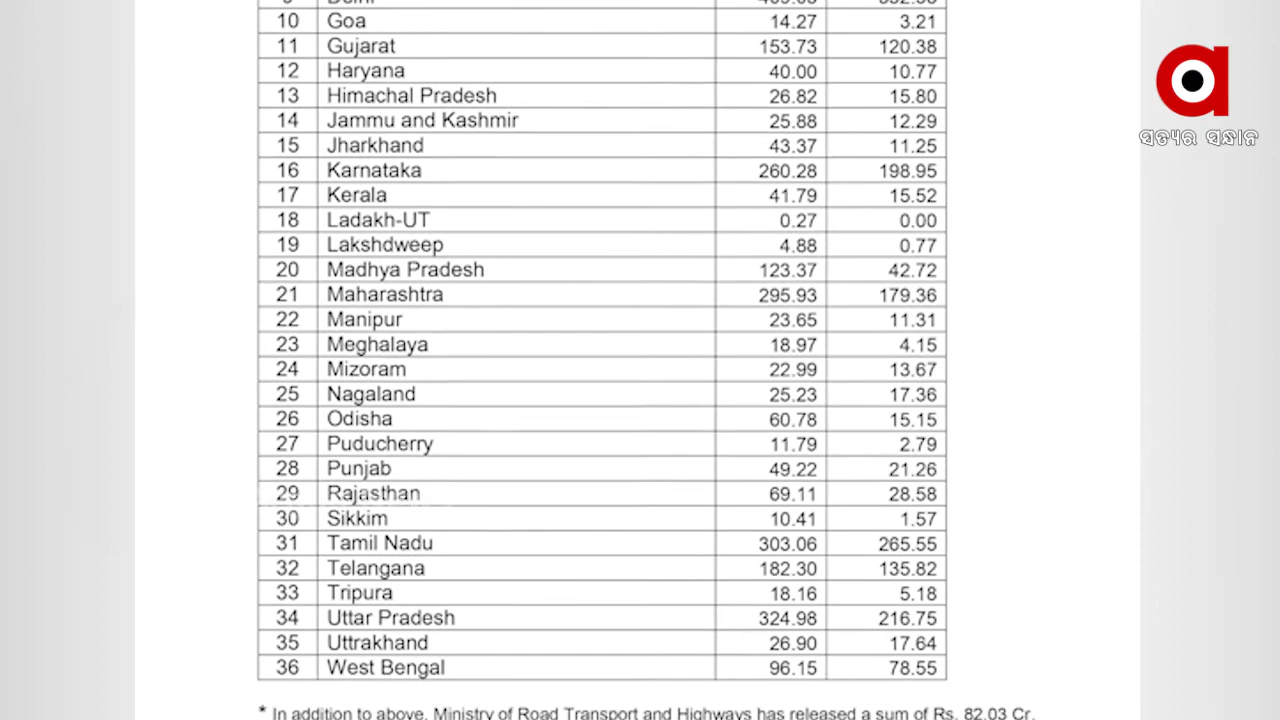 10 Goa 14.27 3.21
11 Gujarat 153.73 120.38
12 Haryana 40.00 10.77
13 Himachal Pradesh 26.82 15.80
14 Jammu and Kashmir 25.88 12.29
15 Jharkhand 43.37 11.25
16 Karnataka 260.28 198.95
17 Kerala 41.79 15.52
18 Ladakh-UT 0.27 0.00
19 Lakshdweep 4.88 0.77
20 Madhya Pradesh 123.37 42.72
21 Maharashtra 295.93 179.36
22 Manipur 23.65 11.31
23 Meghalaya 18.97 4.15
24 Mizoram 22.99 13.67
25 Nagaland 25.23 17.36
26 Odisha 60.78 15.15
27 Puducherry 11.79 2.79
28 Punjab 49.22 21.26
29 Rajasthan 69.11 28.58
30 Sikkim 10.41 1.57
31 Tamil Nadu 303.06 265.55
32 Telangana 182.30 135.82
33 Tripura 18.16 5.18
34 Uttar Pradesh 324.98 216.75
35 Uttrakhand 26.90 17.64
36 West Bengal 96.15 78.55
* In addition to above, Ministry of Road Transport and Highways has released a sum of Rs. 82.03 Cr.
a
ସତ୍ୟର ସନ୍ଧାନ